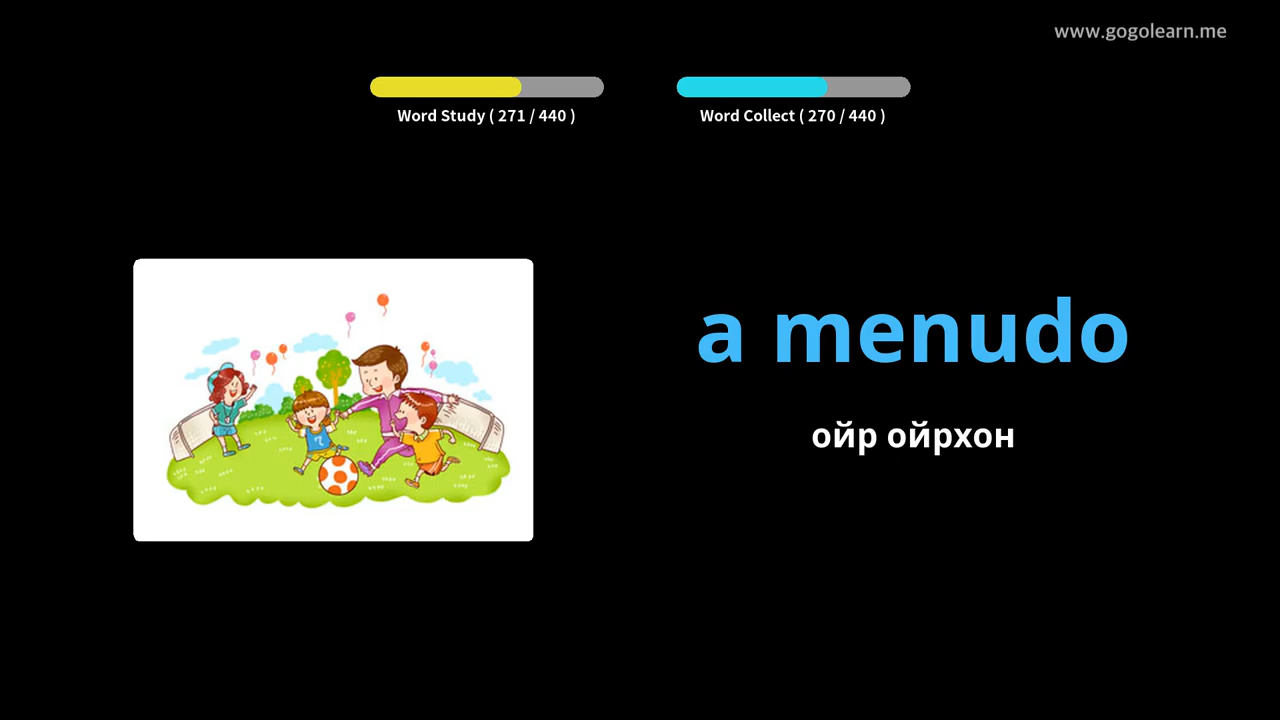 www.gogolearn.me
Word Study ( 271 / 440 )
Word Collect ( 270 / 440 )
a menudo
ойр ойрхон